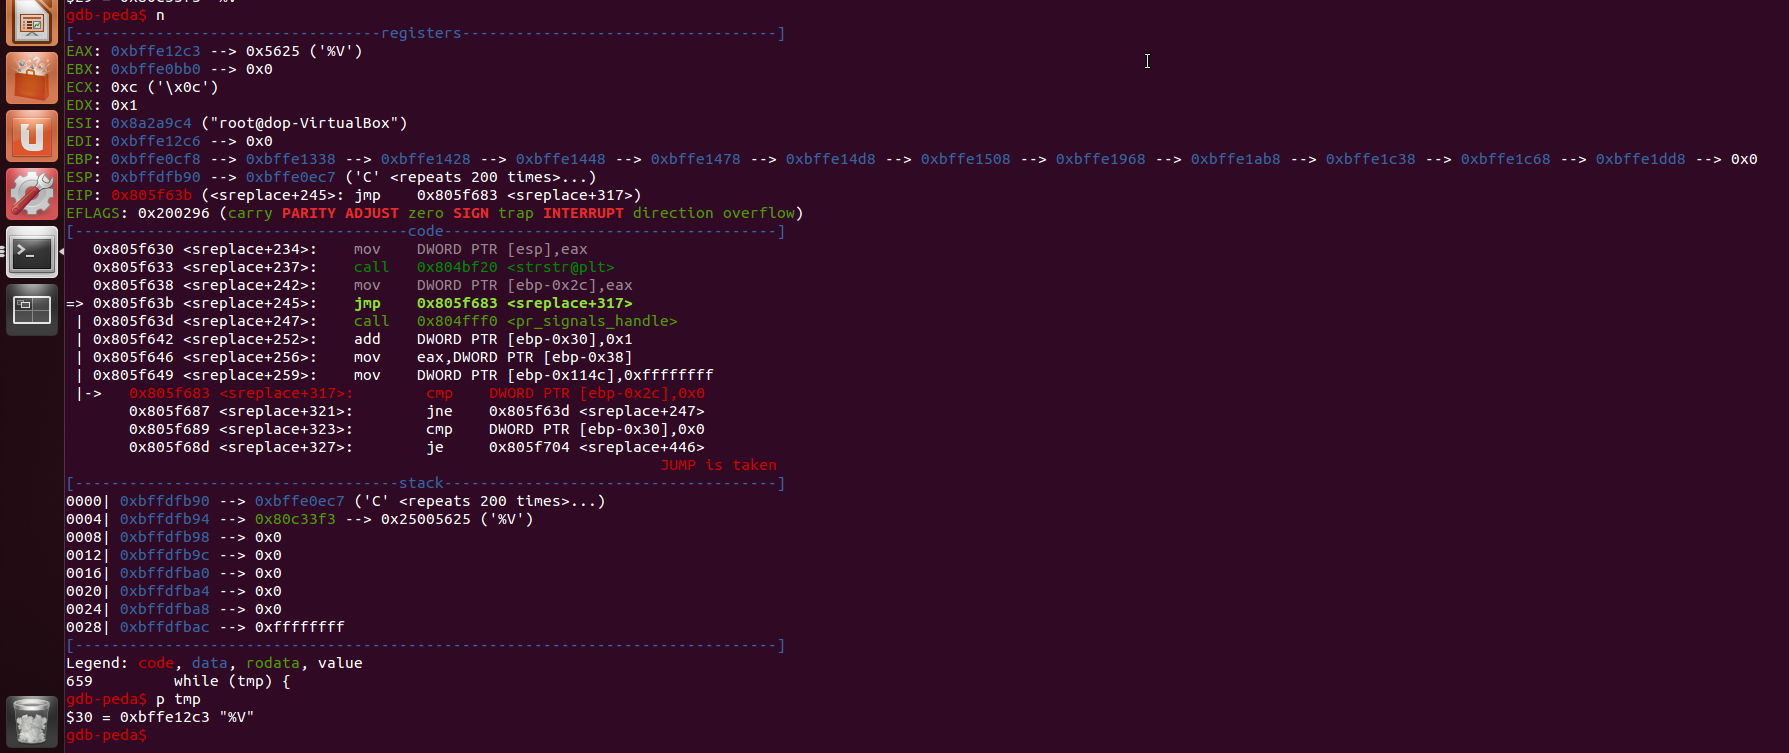 gdb-peda$ n
[----------------------------------registers-----------------------------------]
EAX: 0xbffe12c3 --> 0x5625 ('%V')
EBX: 0xbffe0bb0 --> 0x0
ECX: 0xc ('\x0c')
EDX: 0x1
ESI: 0x8a2a9c4 ("root@dop-VirtualBox")
EDI: 0xbffe12c6 --> 0x0
EBP: 0xbffe0cf8 --> 0xbffe1338 --> 0xbffe1428 --> 0xbffe1448 --> 0xbffe1478 --> 0xbffe14d8 --> 0xbffe1508 --> 0xbffe1968 --> 0xbffe1ab8 --> 0xbffe1c38 --> 0xbffe1c68 --> 0xbffe1dd8 --> 0x0
ESP: 0xbffdfb90 --> 0xbffe0ec7 ('C' <repeats 200 times>...)
EIP: 0x805f63b (<sreplace+245>: jmp    0x805f683 <sreplace+317>)
EFLAGS: 0x200296 (carry PARITY ADJUST zero SIGN trap INTERRUPT direction overflow)
[-------------------------------------code-------------------------------------]
   0x805f630 <sreplace+234>:    mov    DWORD PTR [esp],eax
   0x805f633 <sreplace+237>:    call   0x804bf20 <strstr@plt>
   0x805f638 <sreplace+242>:    mov    DWORD PTR [ebp-0x2c],eax
=> 0x805f63b <sreplace+245>:    jmp    0x805f683 <sreplace+317>
 | 0x805f63d <sreplace+247>:    call   0x804fff0 <pr_signals_handle>
 | 0x805f642 <sreplace+252>:    add    DWORD PTR [ebp-0x30],0x1
 | 0x805f646 <sreplace+256>:    mov    eax,DWORD PTR [ebp-0x38]
 | 0x805f649 <sreplace+259>:    mov    DWORD PTR [ebp-0x114c],0xffffffff
 |->   0x805f683 <sreplace+317>:        cmp    DWORD PTR [ebp-0x2c],0x0
       0x805f687 <sreplace+321>:        jne    0x805f63d <sreplace+247>
       0x805f689 <sreplace+323>:        cmp    DWORD PTR [ebp-0x30],0x0
       0x805f68d <sreplace+327>:        je     0x805f704 <sreplace+446>
                                                                  JUMP is taken
[------------------------------------stack-------------------------------------]
0000| 0xbffdfb90 --> 0xbffe0ec7 ('C' <repeats 200 times>...)
0004| 0xbffdfb94 --> 0x80c33f3 --> 0x25005625 ('%V')
0008| 0xbffdfb98 --> 0x0
0012| 0xbffdfb9c --> 0x0
0016| 0xbffdfba0 --> 0x0
0020| 0xbffdfba4 --> 0x0
0024| 0xbffdfba8 --> 0x0
0028| 0xbffdfbac --> 0xffffffff
[------------------------------------------------------------------------------]
Legend: code, data, rodata, value
659         while (tmp) {
gdb-peda$ p tmp
$30 = 0xbffe12c3 "%V"
gdb-peda$